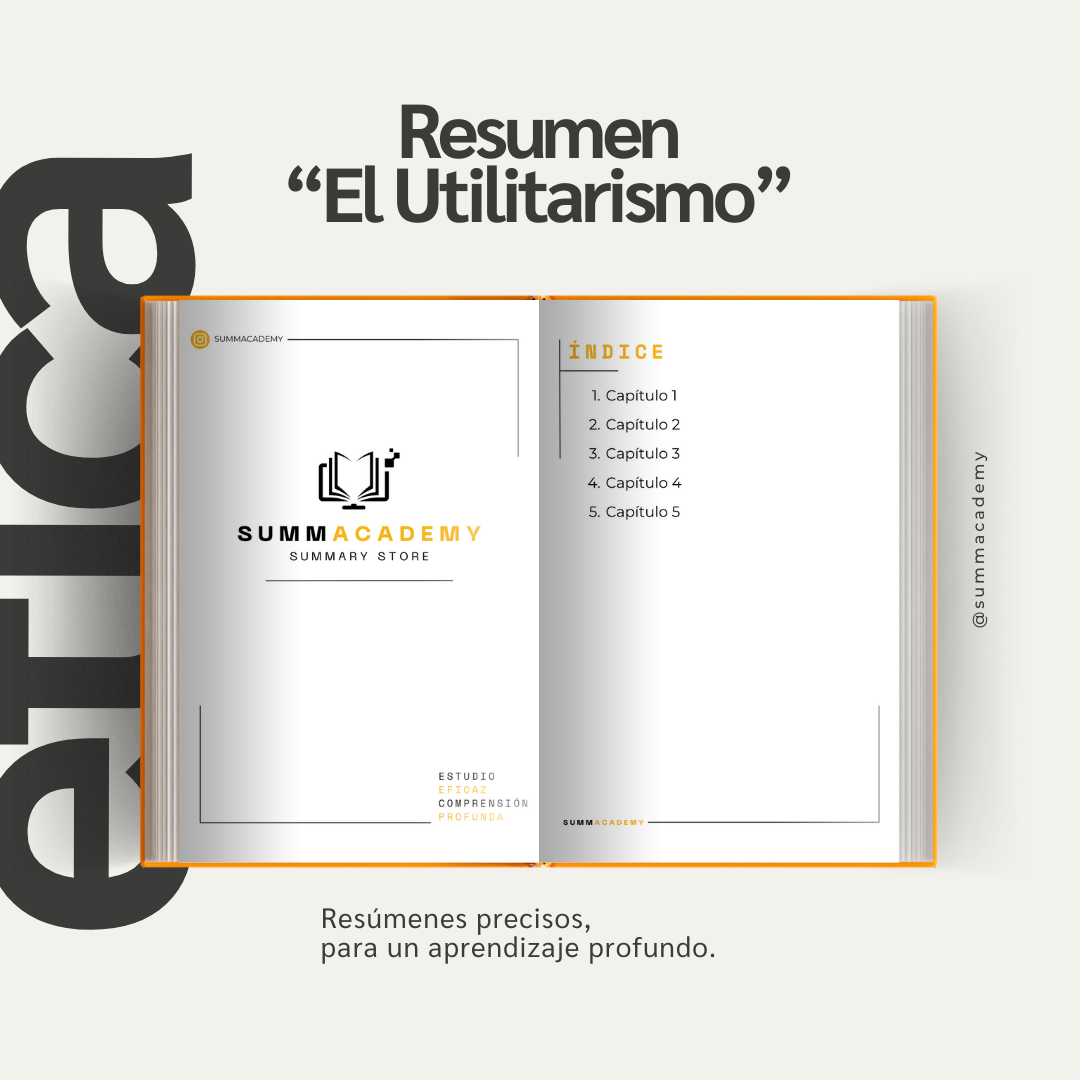 Resumen
“El Utilitarismo”
etica
SUMMACADEMY
SUMMACADEMY
SUMMARY STORE
ESTUDIO
EFICAZ
COMPRENSIÓN
PROFUNDA
ÍNDICE
1. Capítulo 1
2. Capítulo 2
3. Capítulo 3
4. Capítulo 4
5. Capítulo 5
SUMMACADEMY
@summacademy
Resúmenes precisos,
para un aprendizaje profundo.